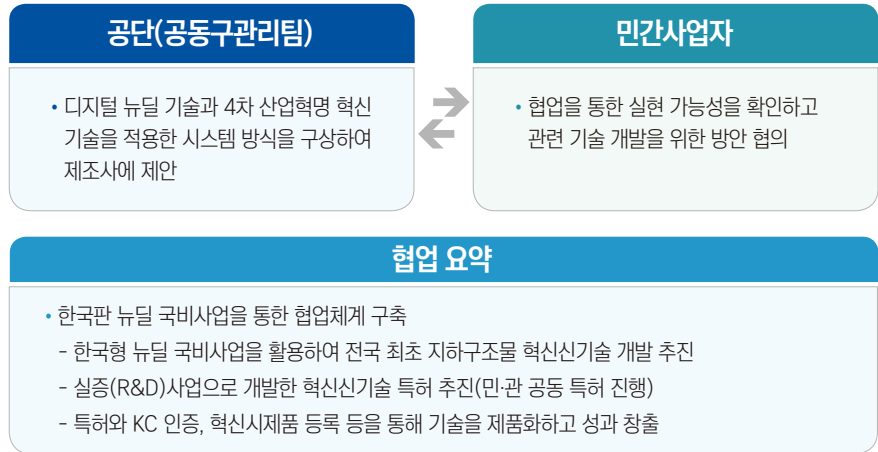 공단(공동구관리팀)
• 디지털 뉴딜 기술과 4차 산업혁명 혁신
기술을 적용한 시스템 방식을 구상하여
제조사에 제안
민간사업자
• 협업을 통한 실현 가능성을 확인하고
관련 기술 개발을 위한 방안 협의
협업 요약
• 한국판 뉴딜 국비사업을 통한 협업체계 구축
- 한국형 뉴딜 국비사업을 활용하여 전국 최초 지하구조물 혁신신기술 개발 추진
- 실증(R&D)사업으로 개발한 혁신신기술 특허 추진(민·관 공동 특허 진행)
- 특허와 KC 인증, 혁신시제품 등록 등을 통해 기술을 제품화하고 성과 창출